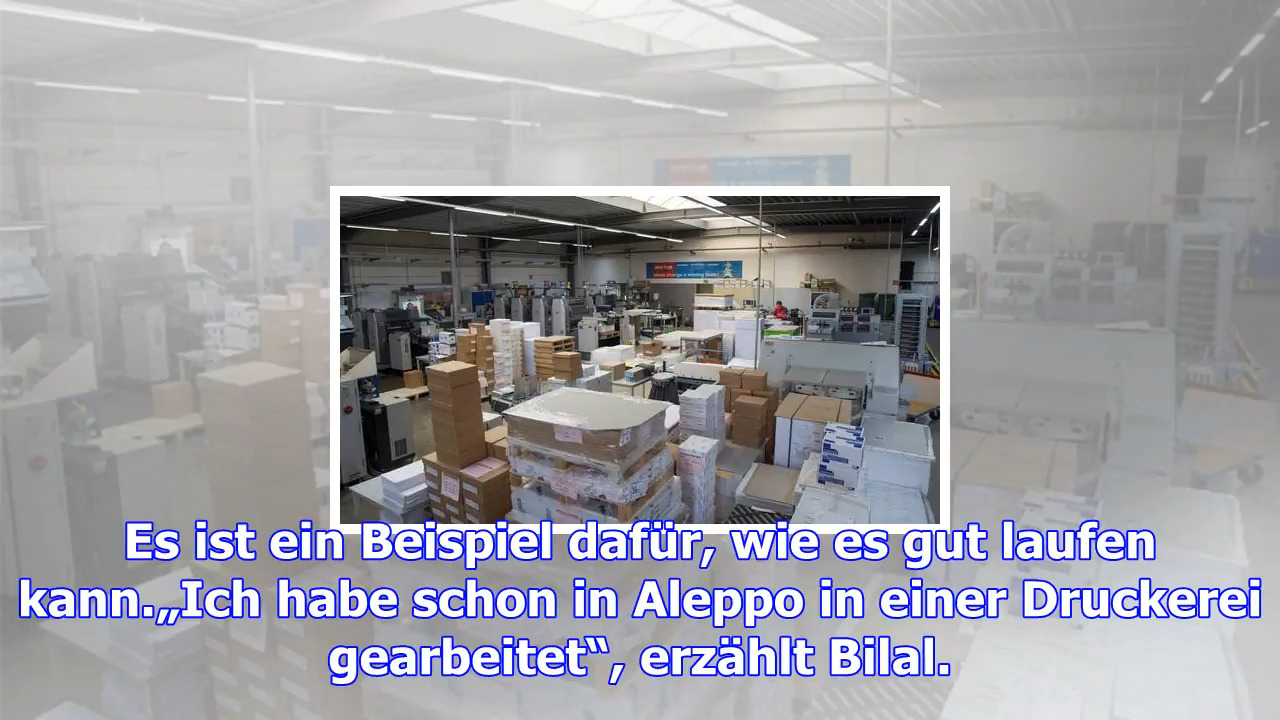 Es ist ein Beispiel dafür, wie es gut laufen
kann.„Ich habe schon in Aleppo in einer Druckerei
gearbeitet“, erzählt Bilal.